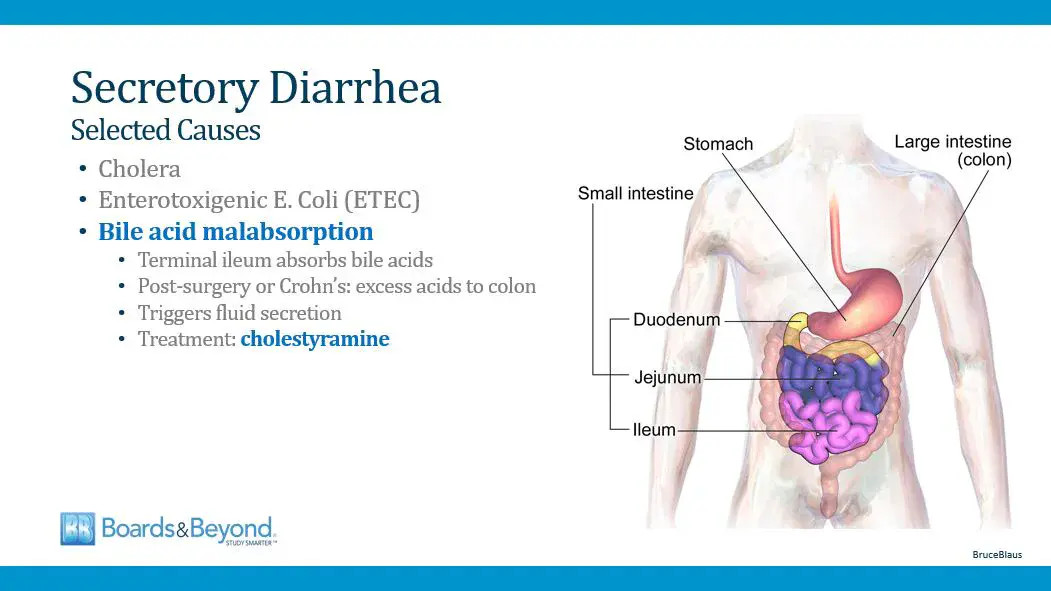 Secretory Diarrhea
Selected Causes
• Cholera
• Enterotoxigenic E. Coli (ETEC)
• Bile acid malabsorption
• Terminal ileum absorbs bile acids
• Post-surgery or Crohn's: excess acids to colon
• Triggers fluid secretion
• Treatment: cholestyramine
Stomach
Large intestine
(colon)
Small intestine
Duodenum
Jejunum
Ileum
BB Boards&Beyond®
STUDY SMARTER™
BruceBlaus